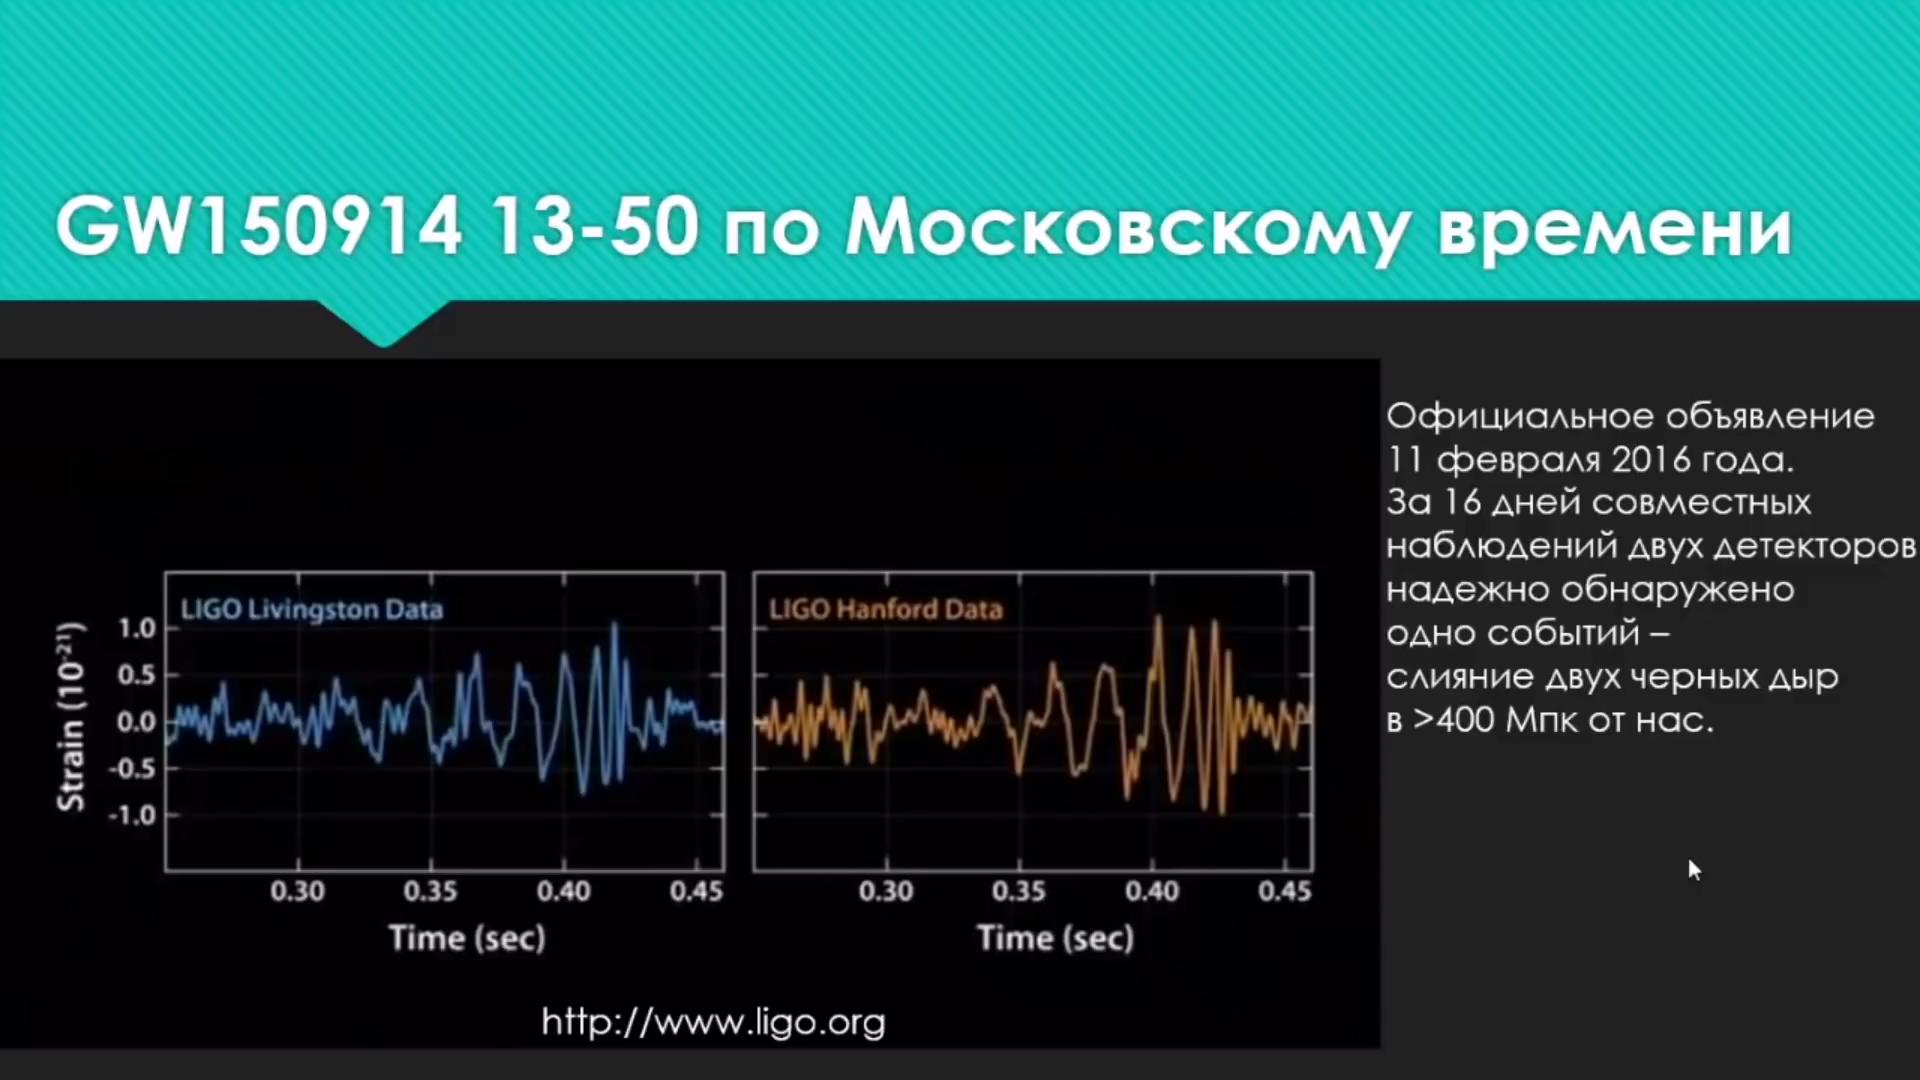 GW150914 13-50 по Московскому времени
Официальное объявление
11 февраля 2016 года.
За 16 дней совместных
наблюдений двух детекторов
надежно обнаружено
одно событий –
слияние двух черных дыр
в >400 Мпк от нас.
LIGO Livingston Data
LIGO Hanford Data
Strain (10⁻²¹)
1.0
0.5
0.0
-0.5
-1.0
0.30 0.35 0.40 0.45
0.30 0.35 0.40 0.45
Time (sec)
Time (sec)
http://www.ligo.org